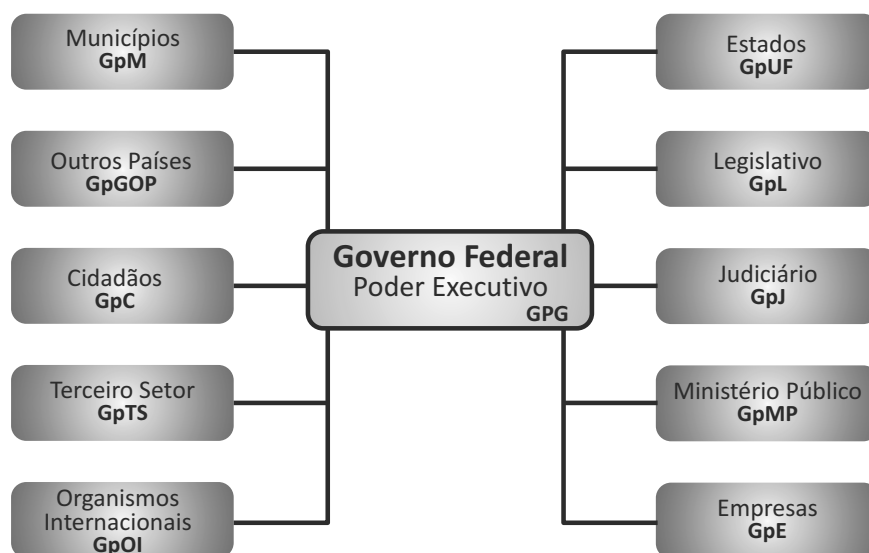 Municípios
GpM
Outros Países
GpGOP
Cidadãos
GpC
Terceiro Setor
GpTS
Organismos
Internacionais
GpOI
Governo Federal
Poder Executivo
GPG
Estados
GpUF
Legislativo
GpL
Judiciário
GpJ
Ministério Público
GpMP
Empresas
GpE